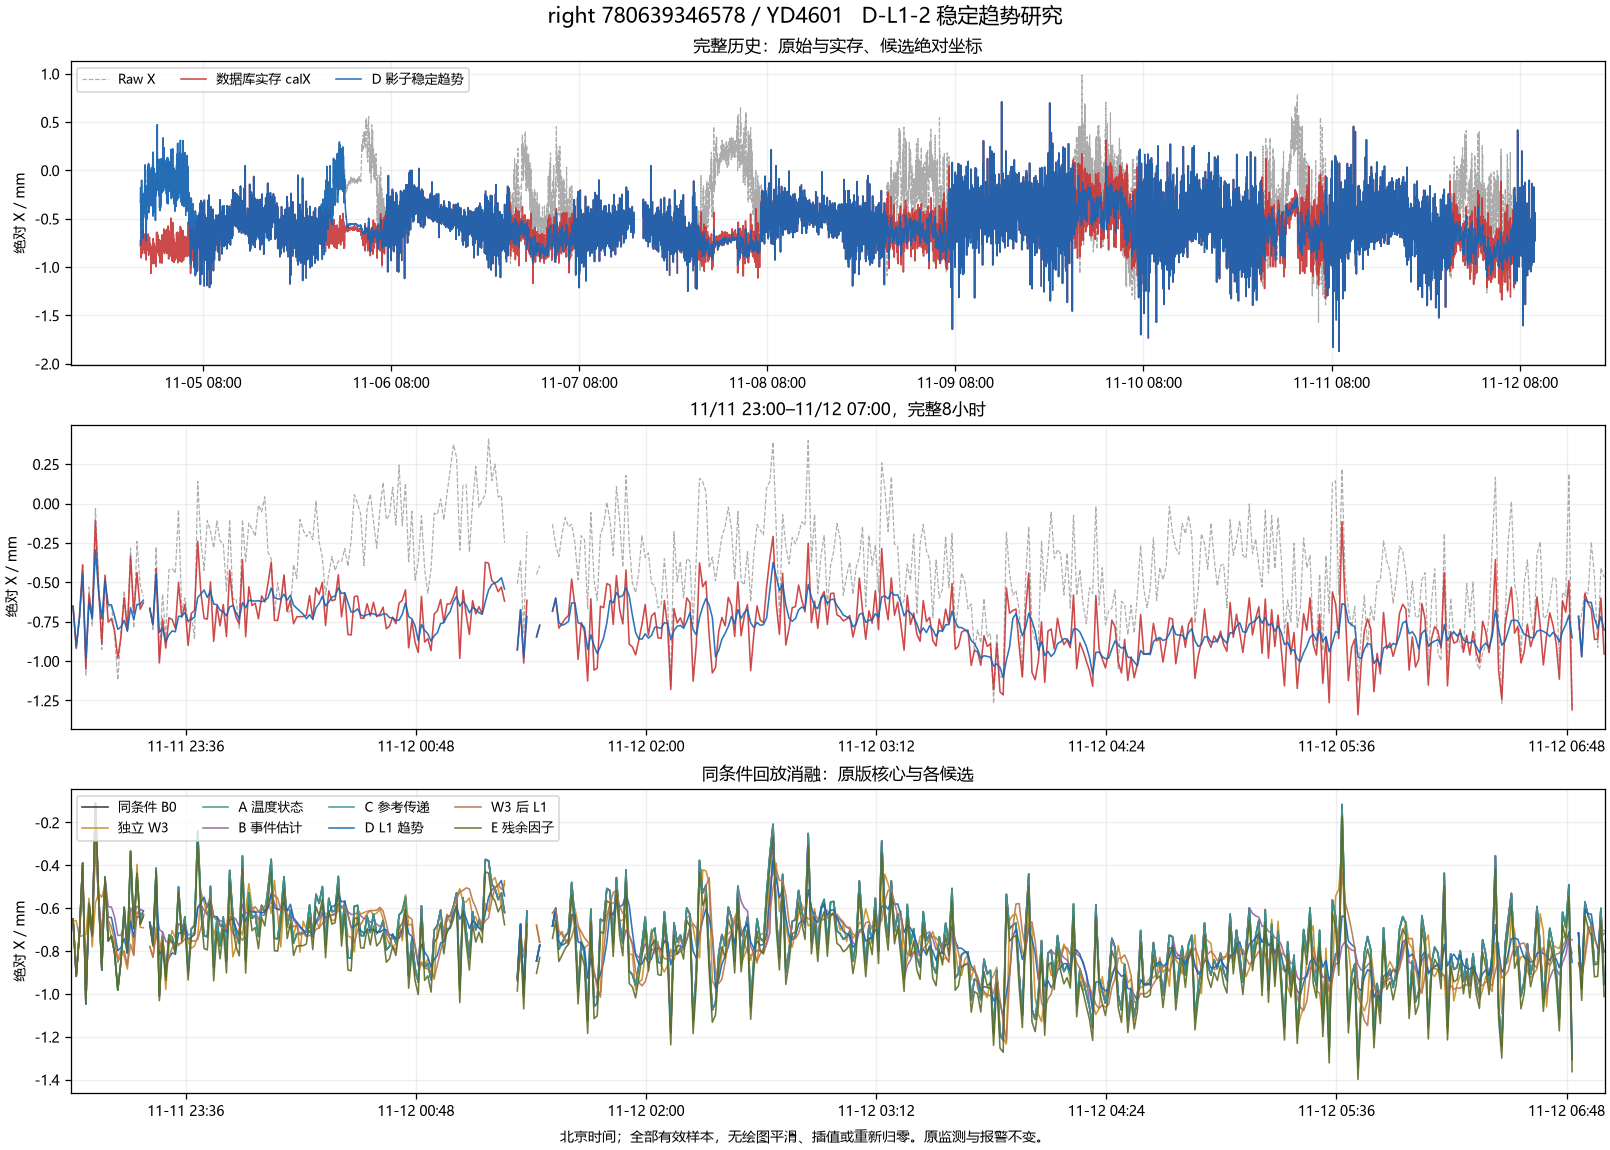 right 780639346578 / YD4601   D-L1-2 稳定趋势研究
完整历史：原始与实存、候选绝对坐标
Raw X   数据库实存 calX   D 影子稳定趋势
绝对 X / mm
1.0
0.5
0.0
-0.5
-1.0
-1.5
-2.0
11-05 08:00   11-06 08:00   11-07 08:00   11-08 08:00   11-09 08:00   11-10 08:00   11-11 08:00   11-12 08:00
11/11 23:00–11/12 07:00，完整8小时
绝对 X / mm
0.25
0.00
-0.25
-0.50
-0.75
-1.00
-1.25
11-11 23:36   11-12 00:48   11-12 02:00   11-12 03:12   11-12 04:24   11-12 05:36   11-12 06:48
同条件回放消融：原版核心与各候选
同条件 B0   A 温度状态   C 参考传递   W3 后 L1
独立 W3   B 事件估计   D L1 趋势   E 残余因子
绝对 X / mm
-0.2
-0.4
-0.6
-0.8
-1.0
-1.2
-1.4
11-11 23:36   11-12 00:48   11-12 02:00   11-12 03:12   11-12 04:24   11-12 05:36   11-12 06:48
北京时间；全部有效样本，无绘图平滑、插值或重新归零。原监测与报警不变。